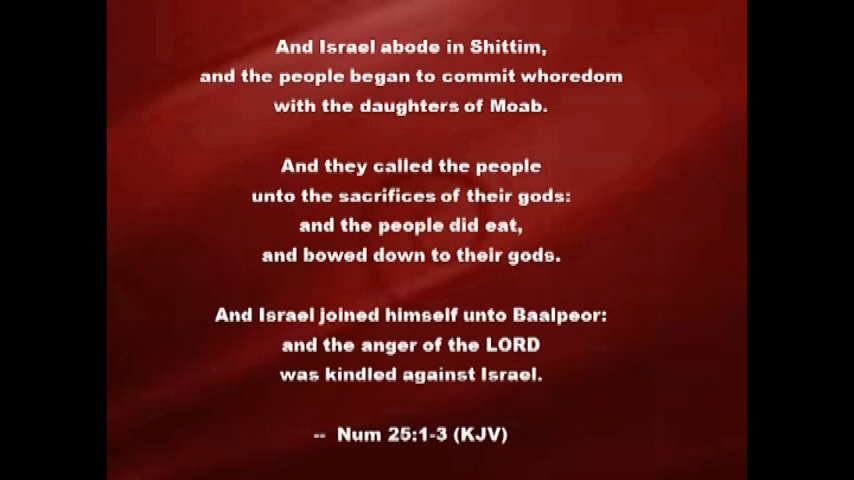 And Israel abode in Shittim,
and the people began to commit whoredom
with the daughters of Moab.
And they called the people
unto the sacrifices of their gods:
and the people did eat,
and bowed down to their gods.
And Israel joined himself unto Baalpeor:
and the anger of the LORD
was kindled against Israel.
-- Num 25:1-3 (KJV)